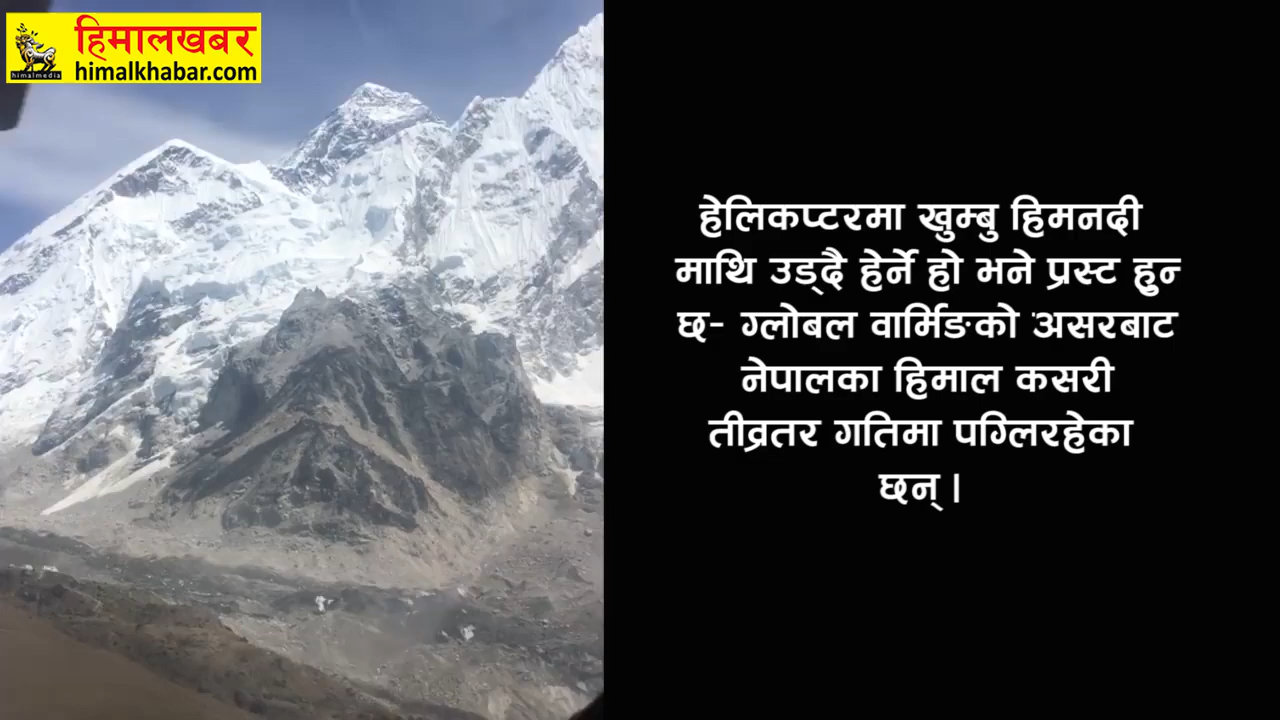 हिमालखबर
himalmedia
himalkhabar.com
हेलिकप्टरमा खुम्बु हिमनदी
माथि उड्दै हेर्ने हो भने प्रस्ट हुुन्
छ- ग्लोबल वार्मिङको असरबाट
नेपालका हिमाल कसरी
तीव्रतर गतिमा पग्लिरहेका
छन् ।